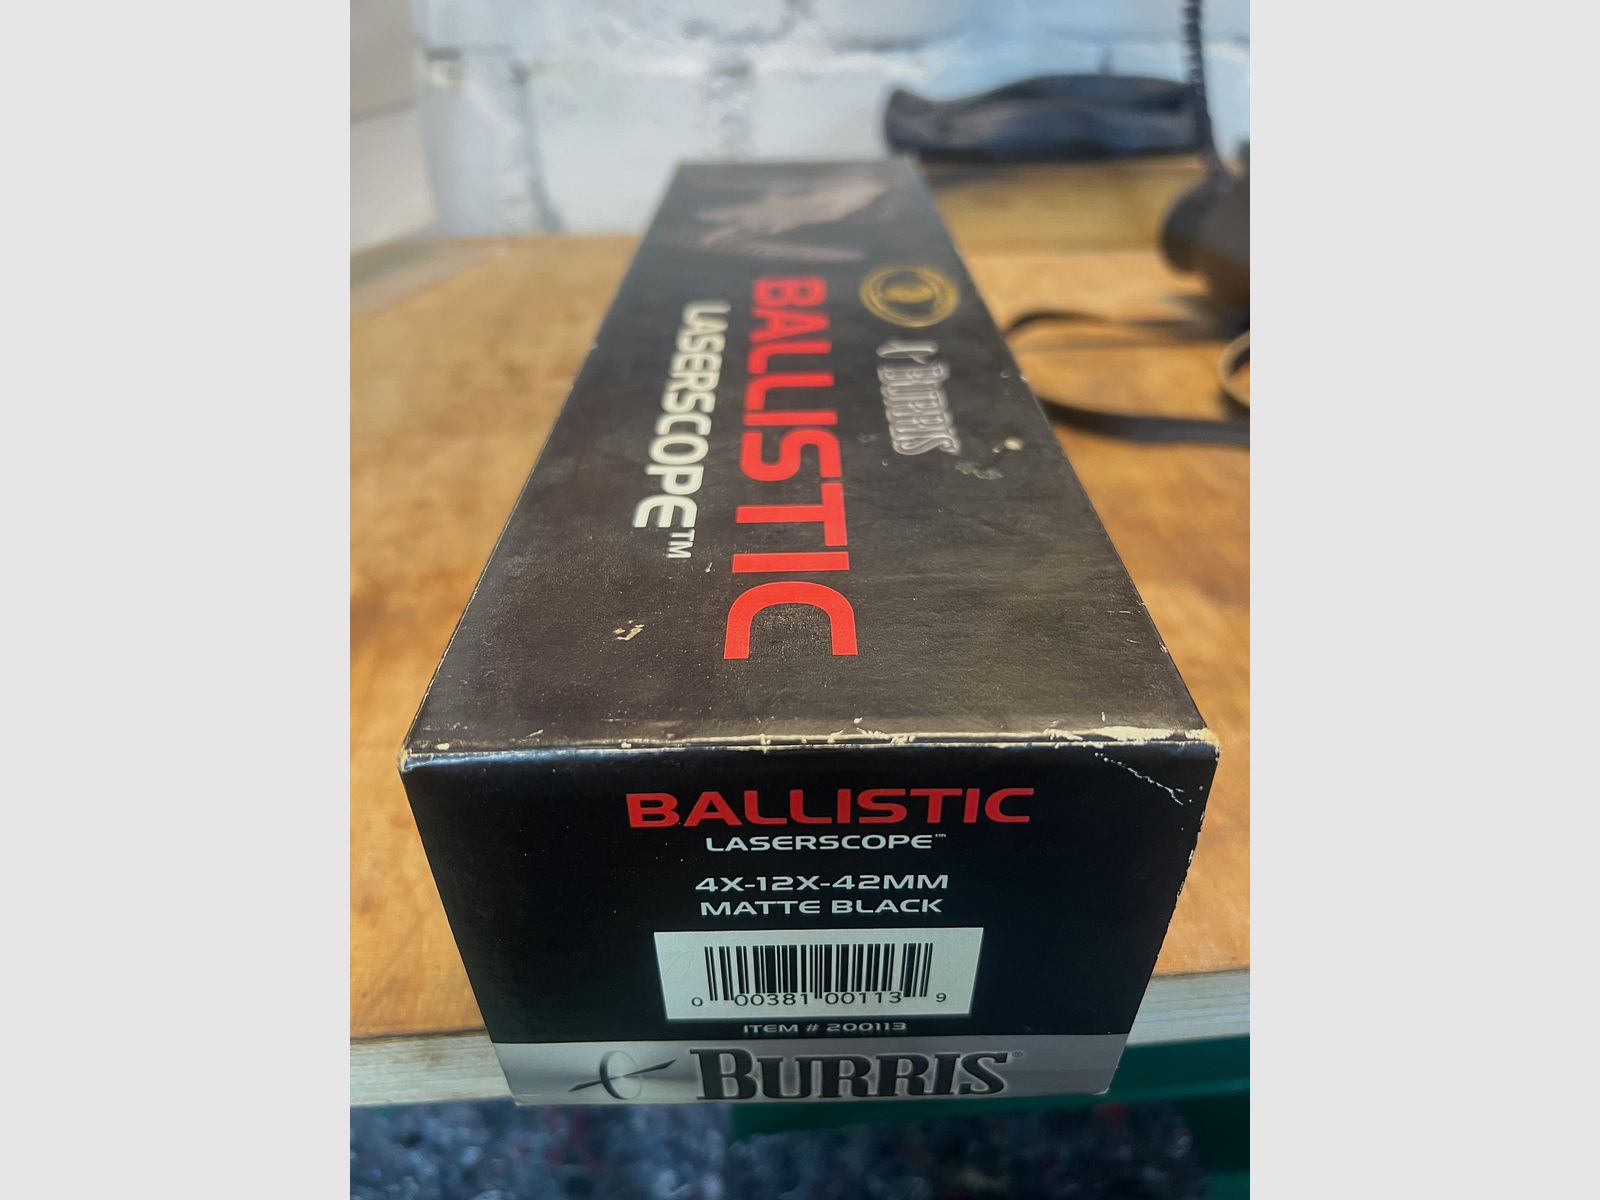 BURRIS
BALLISTIC
LASERSCOPE™
BALLISTIC
LASERSCOPE™
4X-12X-42MM
MATTE BLACK
0 00381 00113 9
ITEM # 200113
BURRIS®